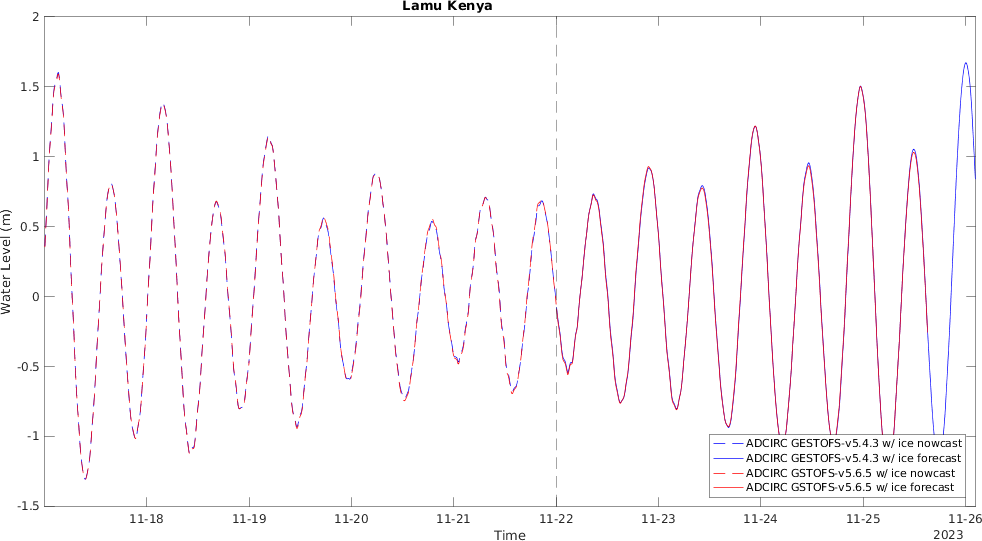 Lamu Kenya
Water Level (m)
2
1.5
1
0.5
0
-0.5
-1
-1.5
11-18
11-19
11-20
11-21
11-22
11-23
11-24
11-25
11-26
2023
Time
ADCIRC GESTOFS-v5.4.3 w/ ice nowcast
ADCIRC GESTOFS-v5.4.3 w/ ice forecast
ADCIRC GSTOFS-v5.6.5 w/ ice nowcast
ADCIRC GSTOFS-v5.6.5 w/ ice forecast